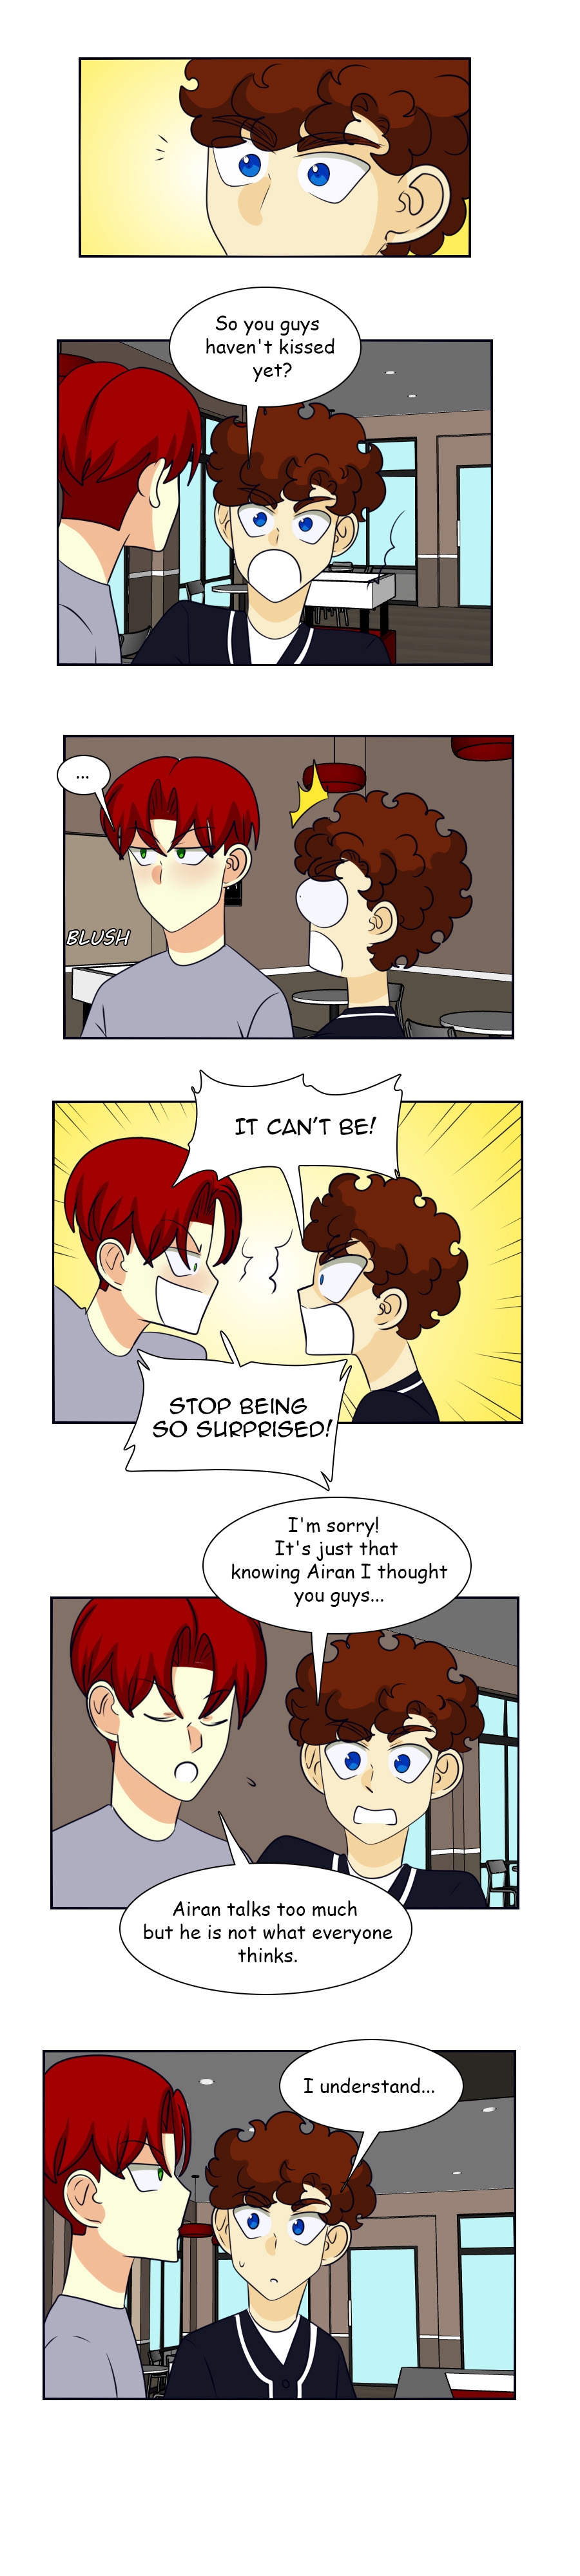 So you guys
haven't kissed
yet?
...
BLUSH
IT CAN'T BE!
STOP BEING
SO SURPRISED!
I'm sorry!
It's just that
knowing Airan I thought
you guys...
Airan talks too much
but he is not what everyone
thinks.
I understand...